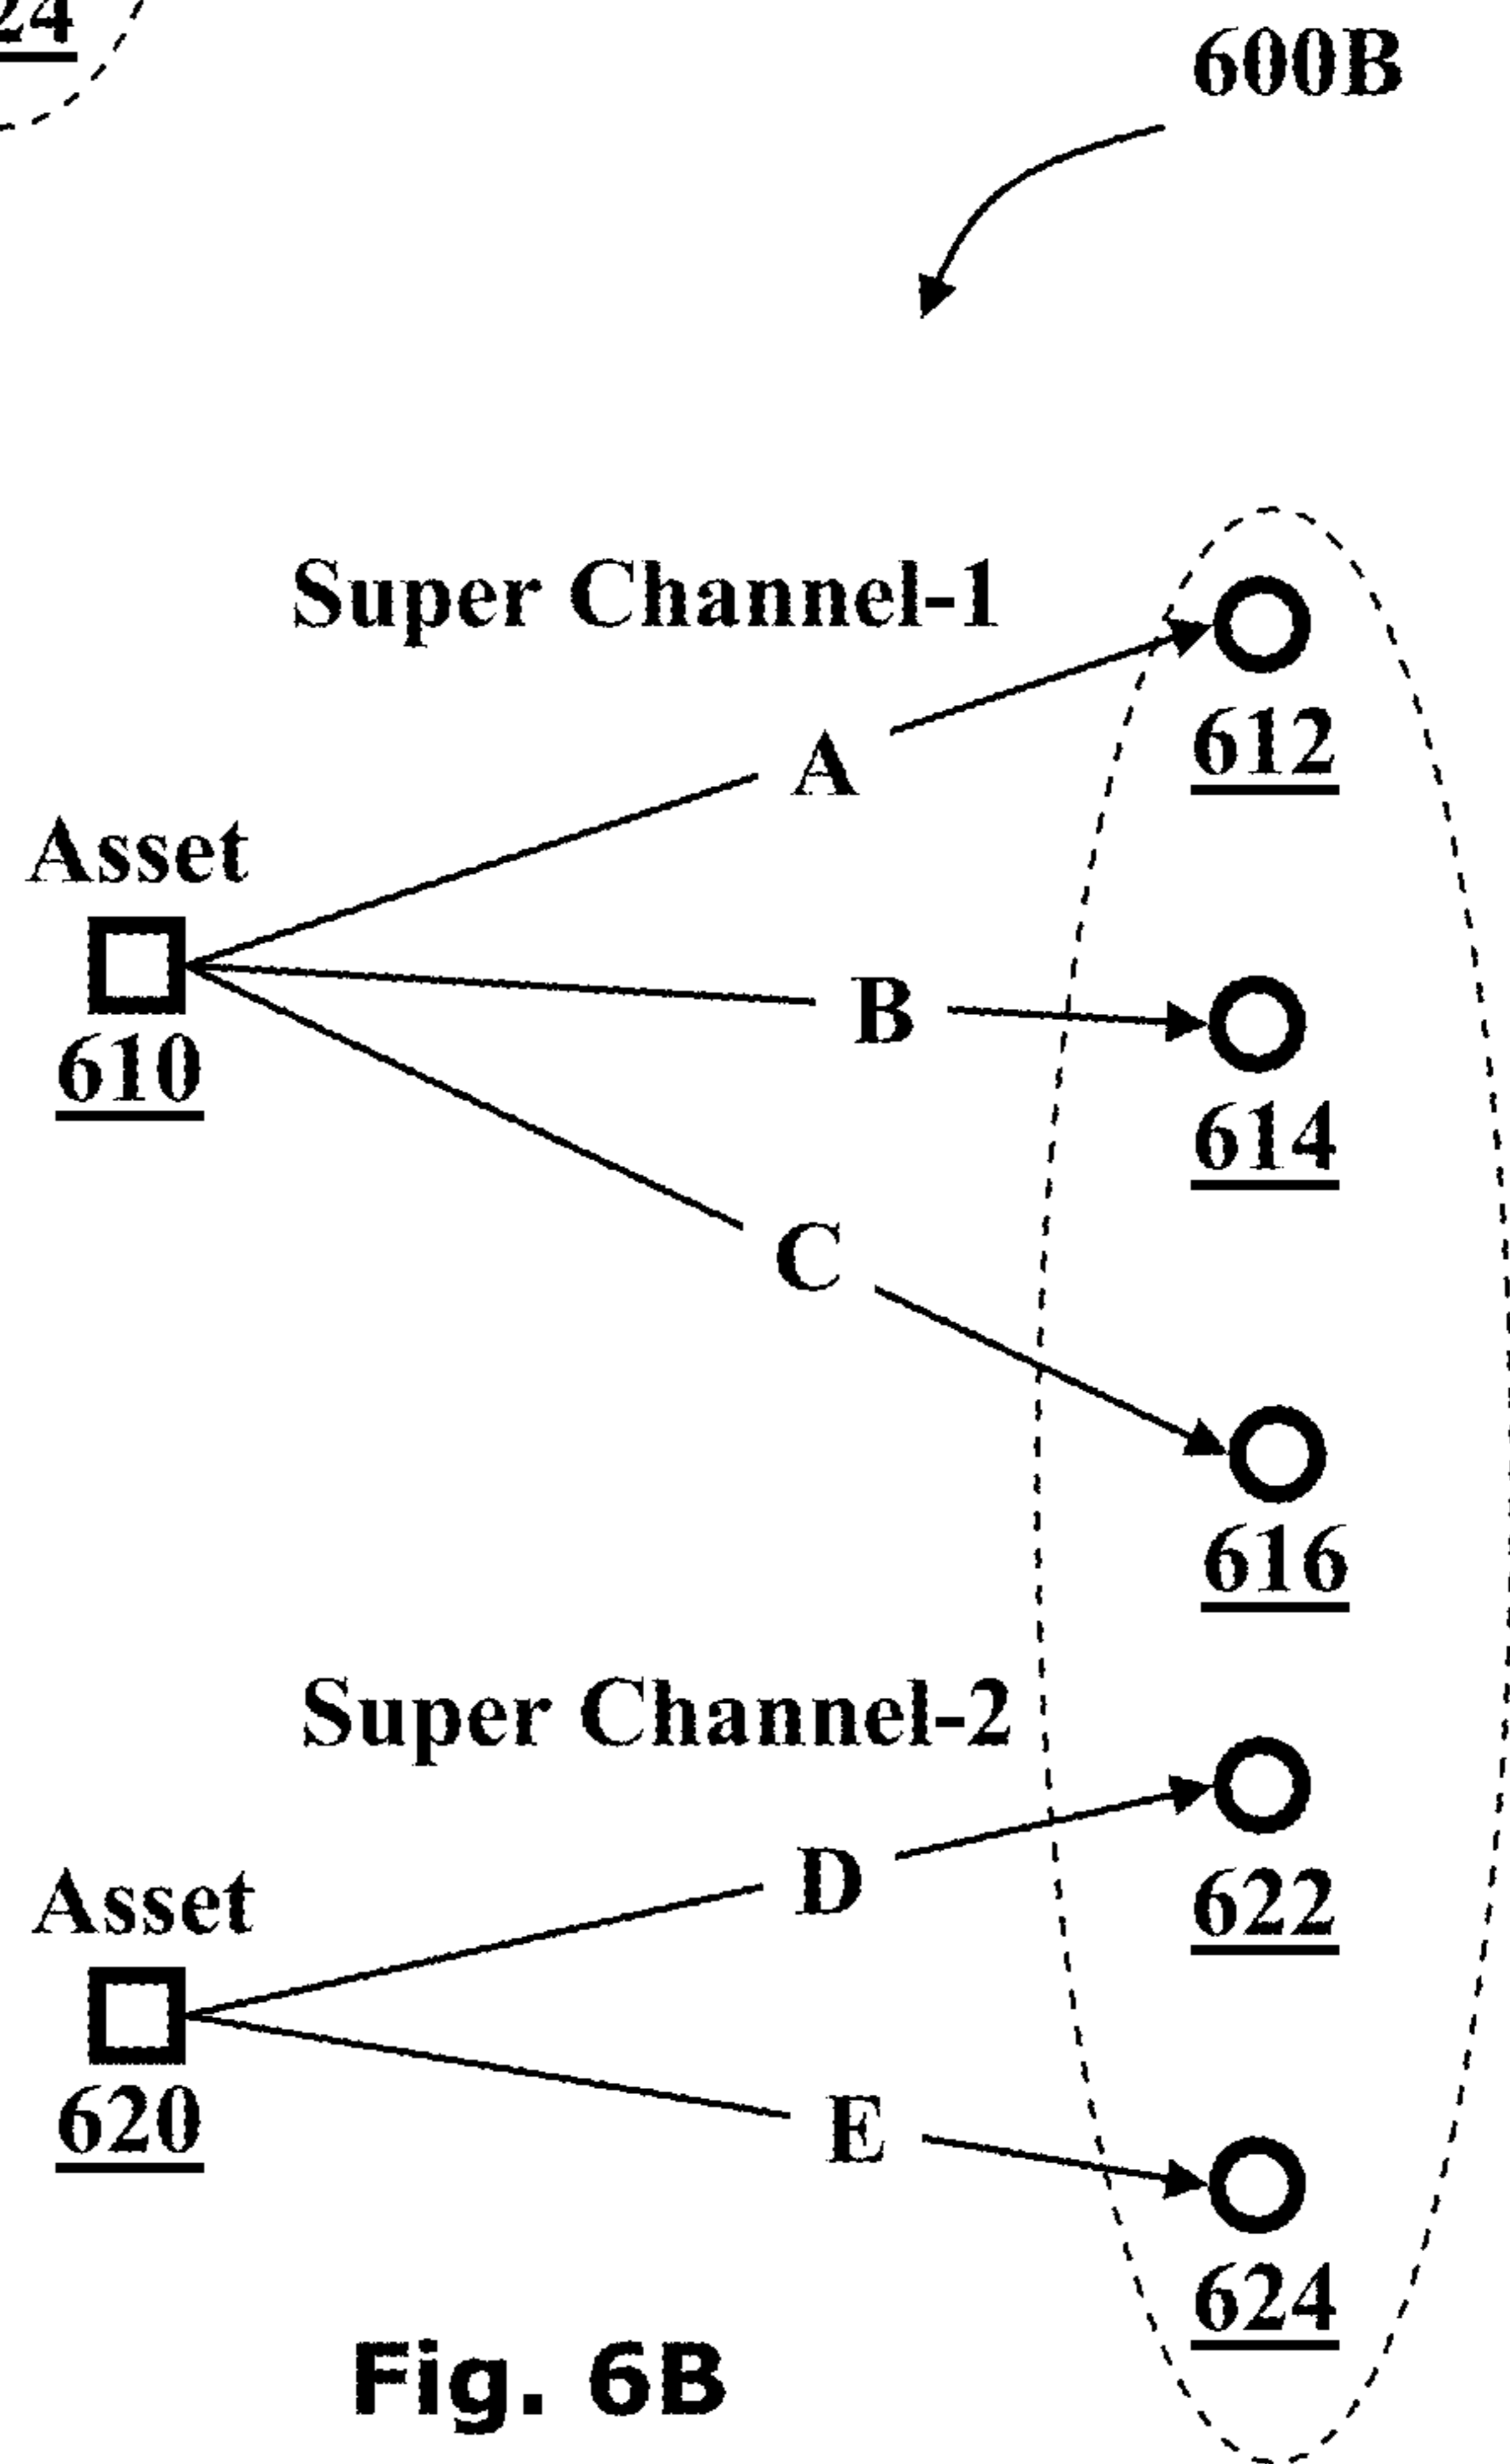 24
600B
Super Channel-1
612
A
Asset
610
B
614
C
616
Super Channel-2
622
D
Asset
620
E
624
Fig. 6B